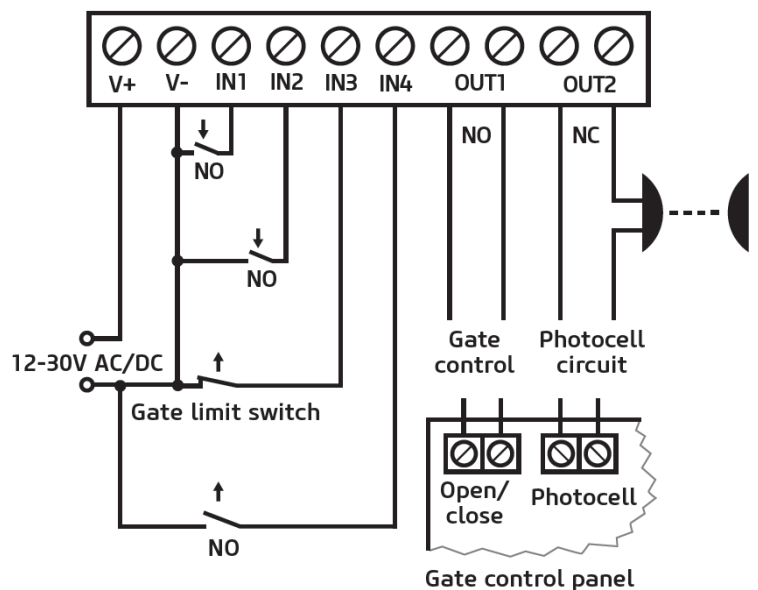 V+ V- IN1 IN2 IN3 IN4 OUT1 OUT2
NO NC
NO
NO
12-30V AC/DC
Gate
control
Photocell
circuit
Gate limit switch
Open/
close
Photocell
NO
Gate control panel